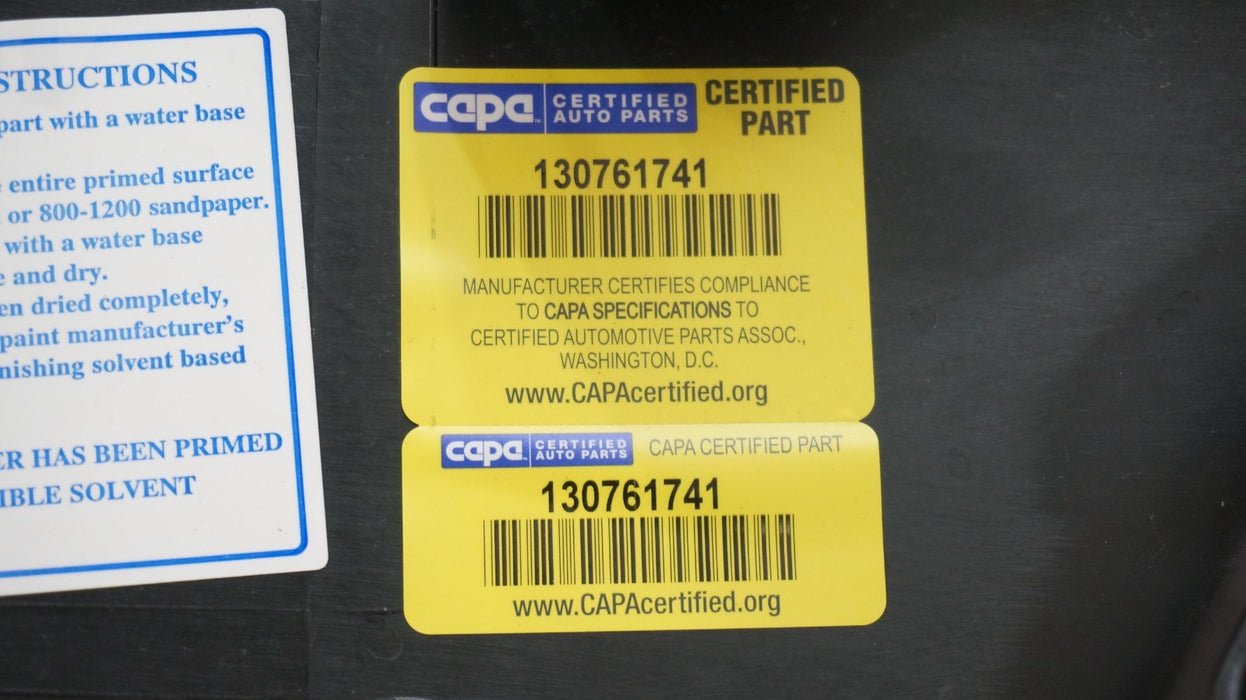 STRUCTIONS
part with a water base
entire primed surface
or 800-1200 sandpaper.
with a water base
e and dry.
en dried completely,
paint manufacturer's
nishing solvent based
ER HAS BEEN PRIMED
IBLE SOLVENT
capa™ CERTIFIED
AUTO PARTS
CERTIFIED
PART
130761741
MANUFACTURER CERTIFIES COMPLIANCE
TO CAPA SPECIFICATIONS TO
CERTIFIED AUTOMOTIVE PARTS ASSOC.,
WASHINGTON, D.C.
www.CAPAcertified.org
capa™ CERTIFIED
AUTO PARTS
CAPA CERTIFIED PART
130761741
www.CAPAcertified.org